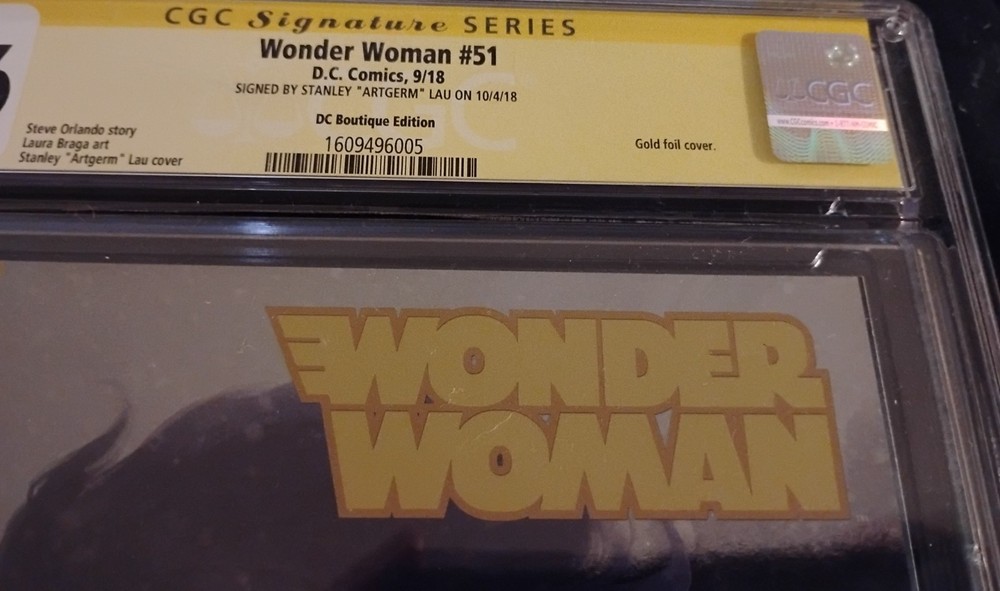 CGC Signature SERIES
Wonder Woman #51
D.C. Comics, 9/18
SIGNED BY STANLEY "ARTGERM" LAU ON 10/4/18
DC Boutique Edition
1609496005
Steve Orlando story
Laura Braga art
Stanley "Artgerm" Lau cover
Gold foil cover.
CGC
WONDER
WOMAN